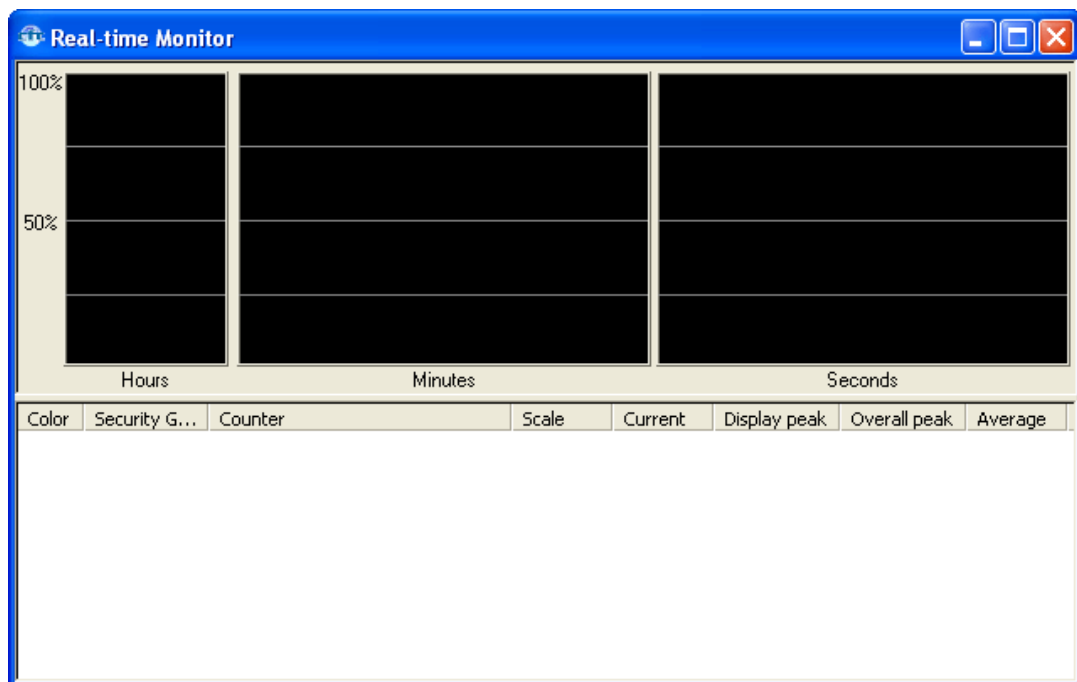 Real-time Monitor
100%
50%
Hours Minutes Seconds
Color Security G... Counter Scale Current Display peak Overall peak Average